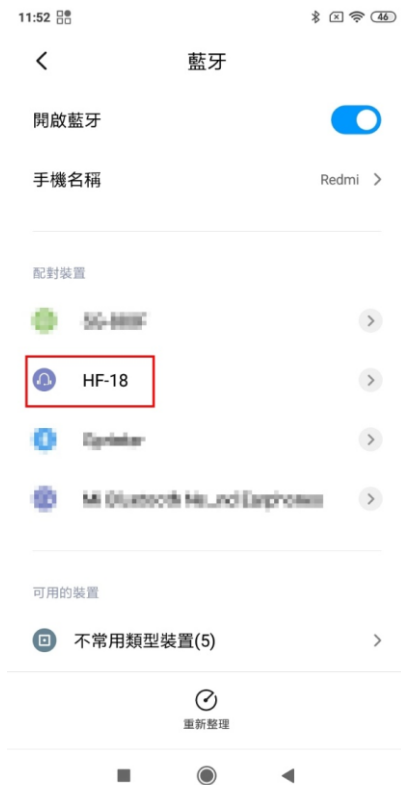 11:52
46
藍牙
開啟藍牙
手機名稱 Redmi
配對裝置
HF-18
可用的裝置
不常用類型裝置(5)
重新整理